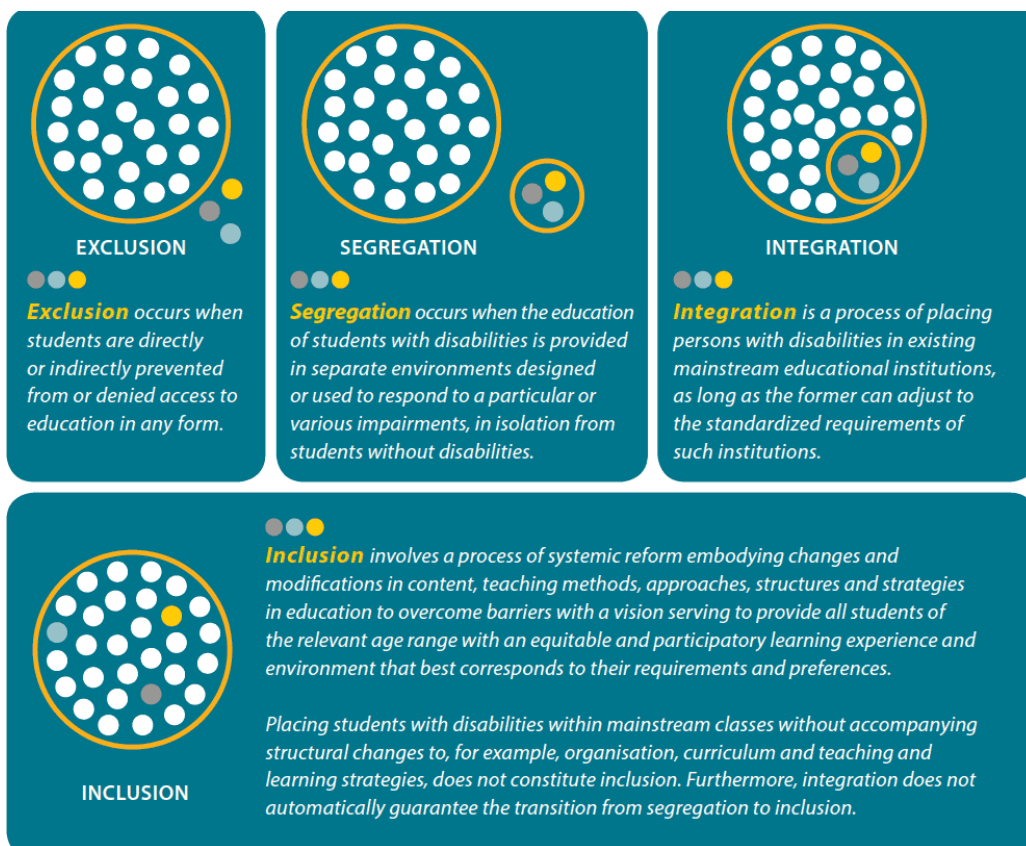 EXCLUSION
Exclusion occurs when
students are directly
or indirectly prevented
from or denied access to
education in any form.
SEGREGATION
Segregation occurs when the education
of students with disabilities is provided
in separate environments designed
or used to respond to a particular or
various impairments, in isolation from
students without disabilities.
INTEGRATION
Integration is a process of placing
persons with disabilities in existing
mainstream educational institutions,
as long as the former can adjust to
the standardized requirements of
such institutions.
INCLUSION
Inclusion involves a process of systemic reform embodying changes and
modifications in content, teaching methods, approaches, structures and strategies
in education to overcome barriers with a vision serving to provide all students of
the relevant age range with an equitable and participatory learning experience and
environment that best corresponds to their requirements and preferences.
Placing students with disabilities within mainstream classes without accompanying
structural changes to, for example, organisation, curriculum and teaching and
learning strategies, does not constitute inclusion. Furthermore, integration does not
automatically guarantee the transition from segregation to inclusion.